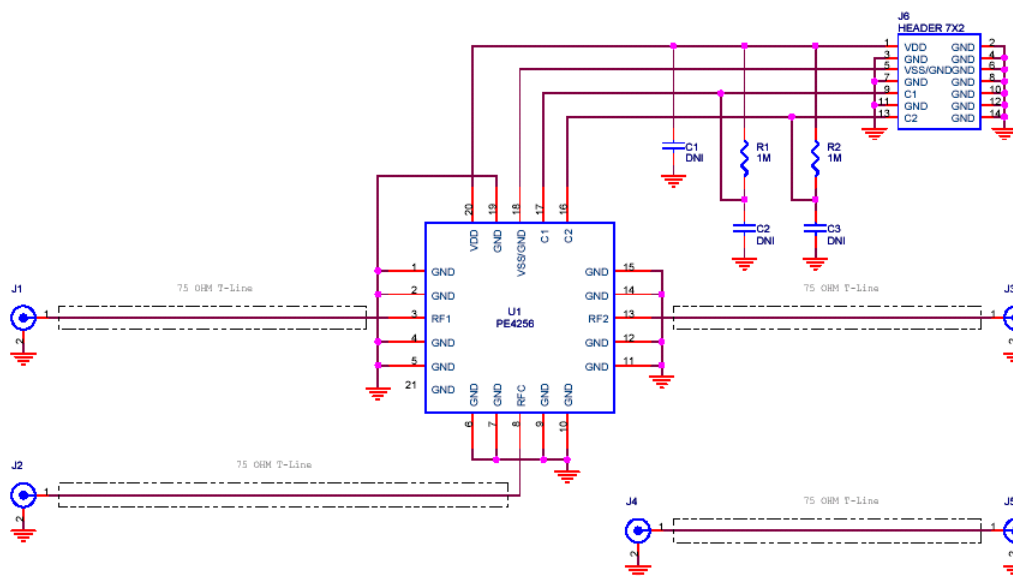 J6
HEADER 7X2
1 VDD GND 2
3 GND GND 4
5 VSS/GND GND 6
7 GND GND 8
9 C1 GND 10
11 GND GND 12
13 C2 GND 14
C1
DNI
R1
1M
R2
1M
C2
DNI
C3
DNI
20 19 18 17 16
VDD GND VSS/GND C1 C2
1 GND
2 GND
3 RF1
4 GND
5 GND
21 GND
U1
PE4256
GND 15
GND 14
RF2 13
GND 12
GND 11
GND GND RFC GND GND
6 7 8 9 10
J1
1
2
75 OHM T-Line
75 OHM T-Line
J3
1
2
J2
1
2
75 OHM T-Line
J4
1
2
75 OHM T-Line
J5
1
2